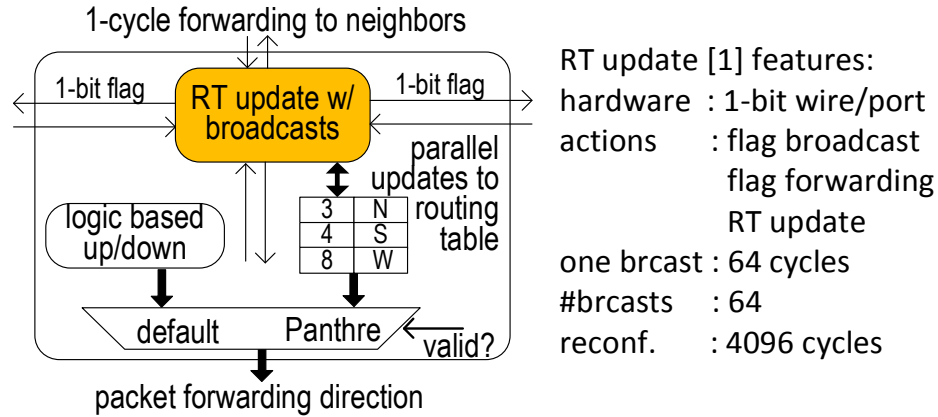 1-cycle forwarding to neighbors
1-bit flag
RT update w/
broadcasts
1-bit flag
parallel
updates to
routing
table
logic based
up/down
3 N
4 S
8 W
default
Panthre
valid?
packet forwarding direction
RT update [1] features:
hardware : 1-bit wire/port
actions : flag broadcast
flag forwarding
RT update
one brcast : 64 cycles
#brcasts : 64
reconf. : 4096 cycles